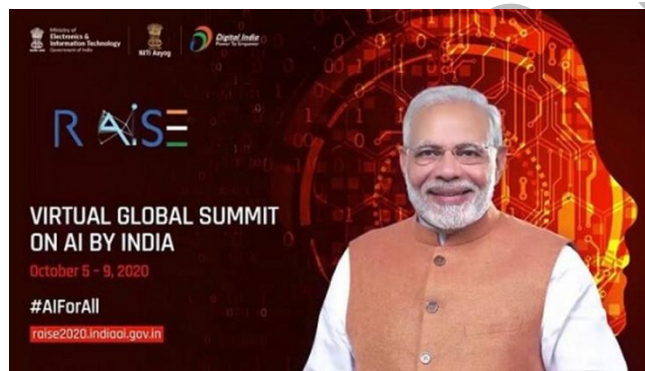 Ministry of
Electronics &
Information Technology
Government of India
NITI Aayog
Digital India
Power To Empower
RAISE
VIRTUAL GLOBAL SUMMIT
ON AI BY INDIA
October 5 - 9, 2020
#AIForAll
raise2020.indiaai.gov.in